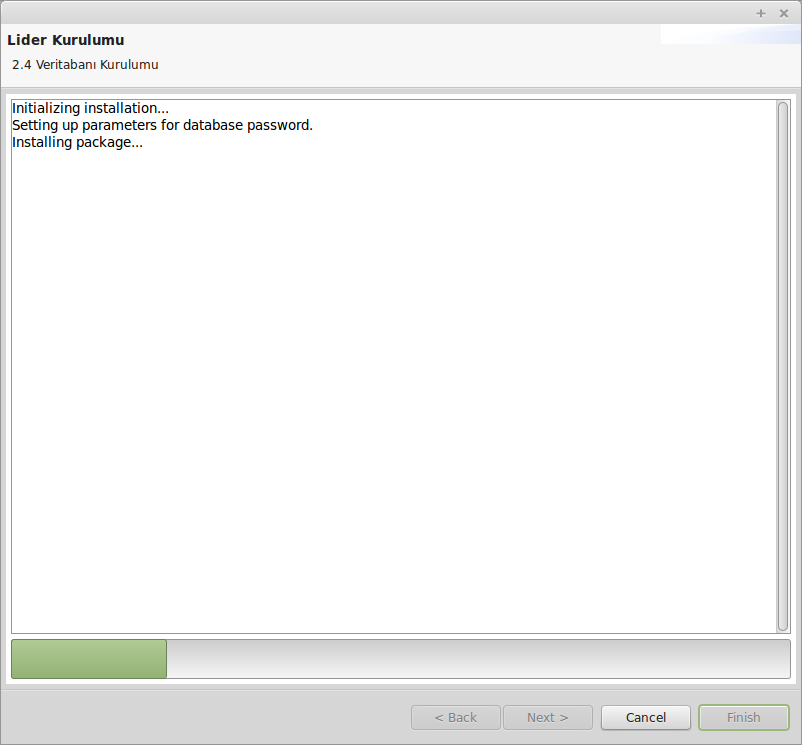 Lider Kurulumu
2.4 Veritabanı Kurulumu
Initializing installation...
Setting up parameters for database password.
Installing package...
< Back
Next >
Cancel
Finish